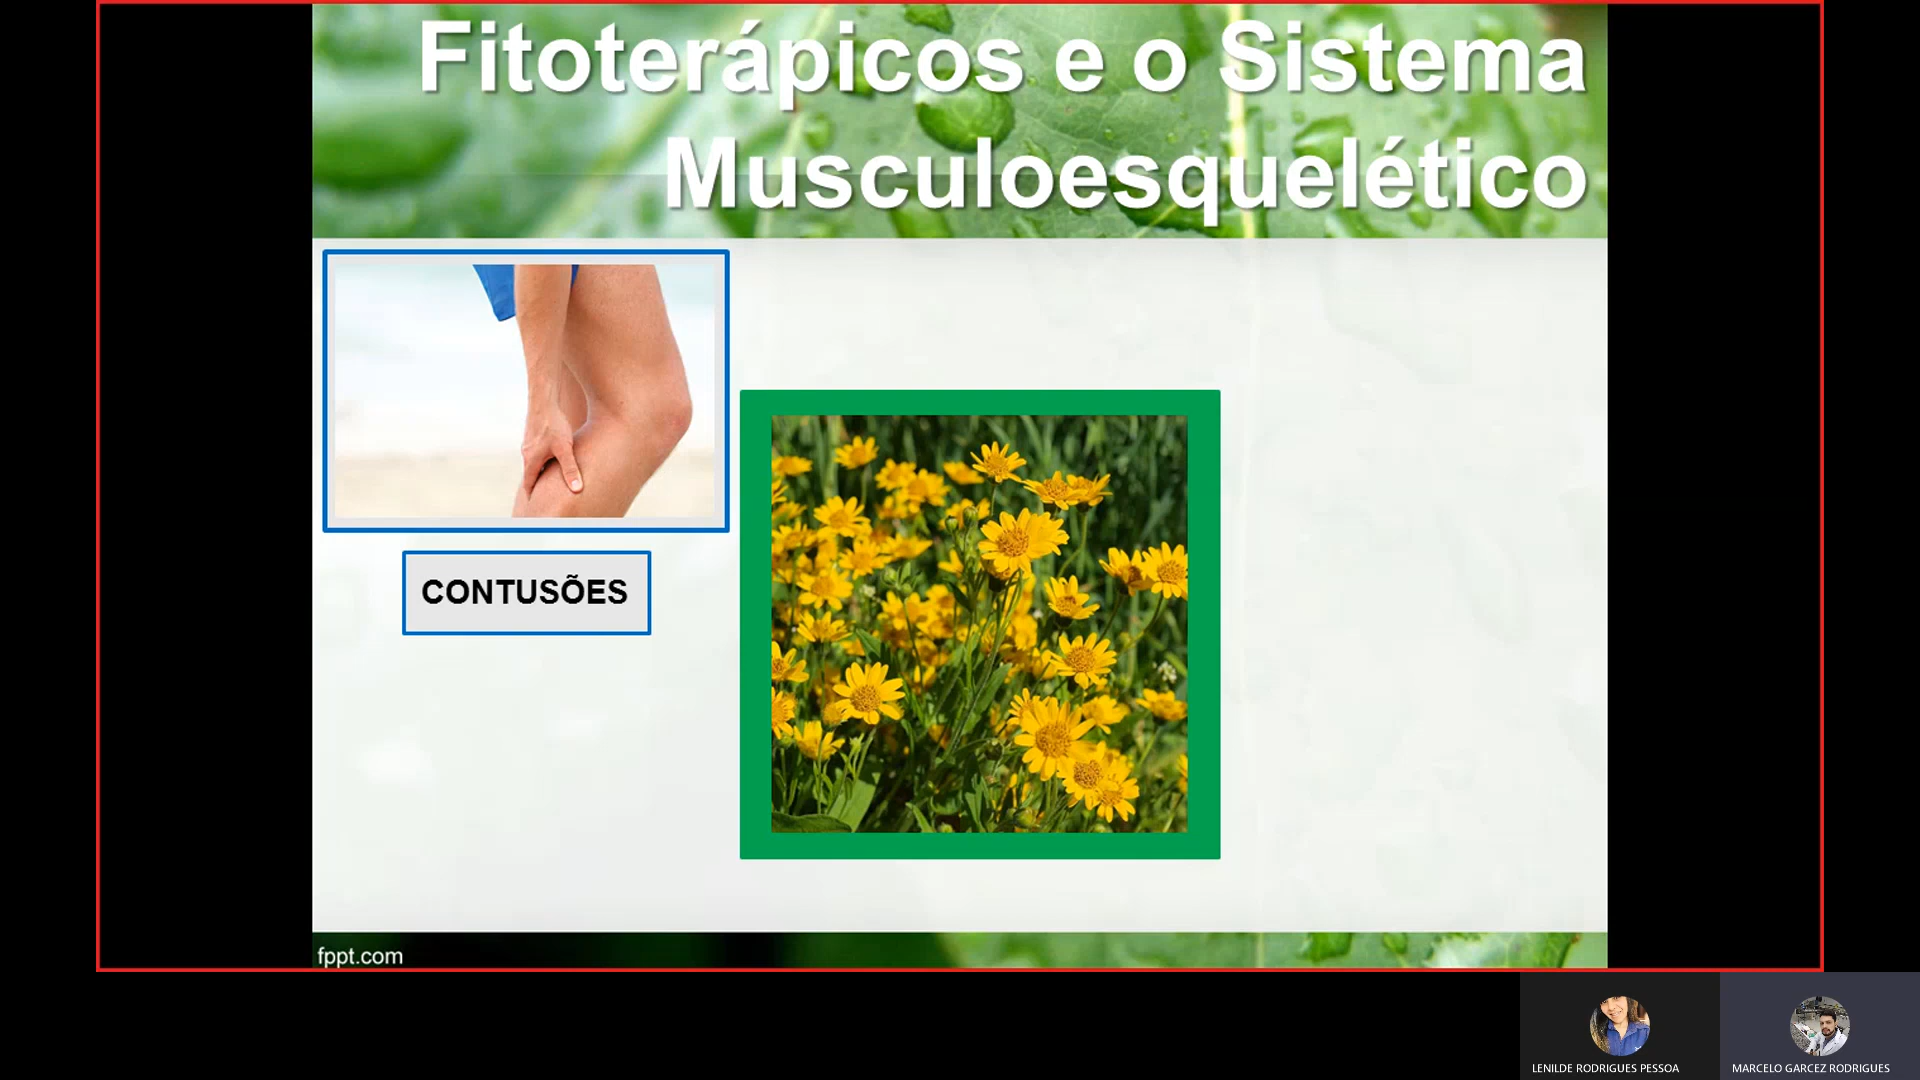 Fitoterápicos e o Sistema
Musculoesquelético
CONTUSÕES
fppt.com
LENILDE RODRIGUES PESSOA
MARCELO GARCEZ RODRIGUES